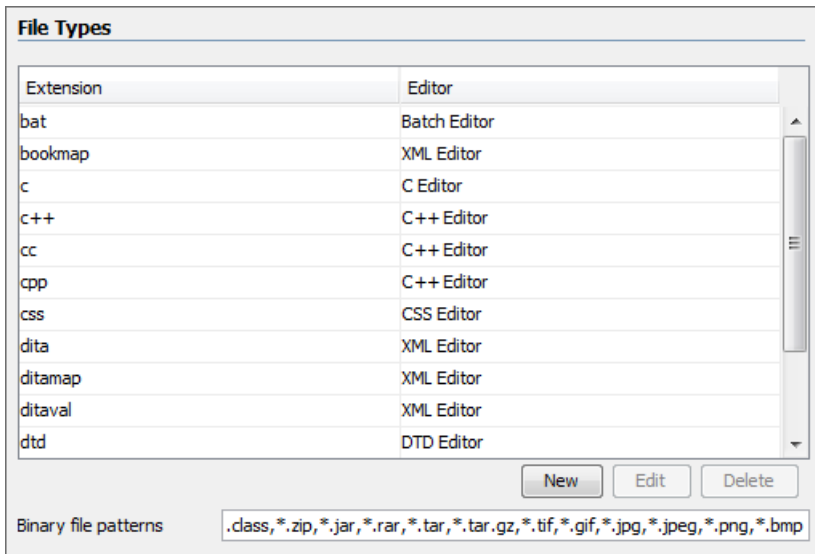 File Types
Extension Editor
bat Batch Editor
bookmap XML Editor
c C Editor
c++ C++ Editor
cc C++ Editor
cpp C++ Editor
css CSS Editor
dita XML Editor
ditamap XML Editor
ditaval XML Editor
dtd DTD Editor
New Edit Delete
Binary file patterns .class,*.zip,*.jar,*.rar,*.tar,*.tar.gz,*.tif,*.gif,*.jpg,*.jpeg,*.png,*.bmp